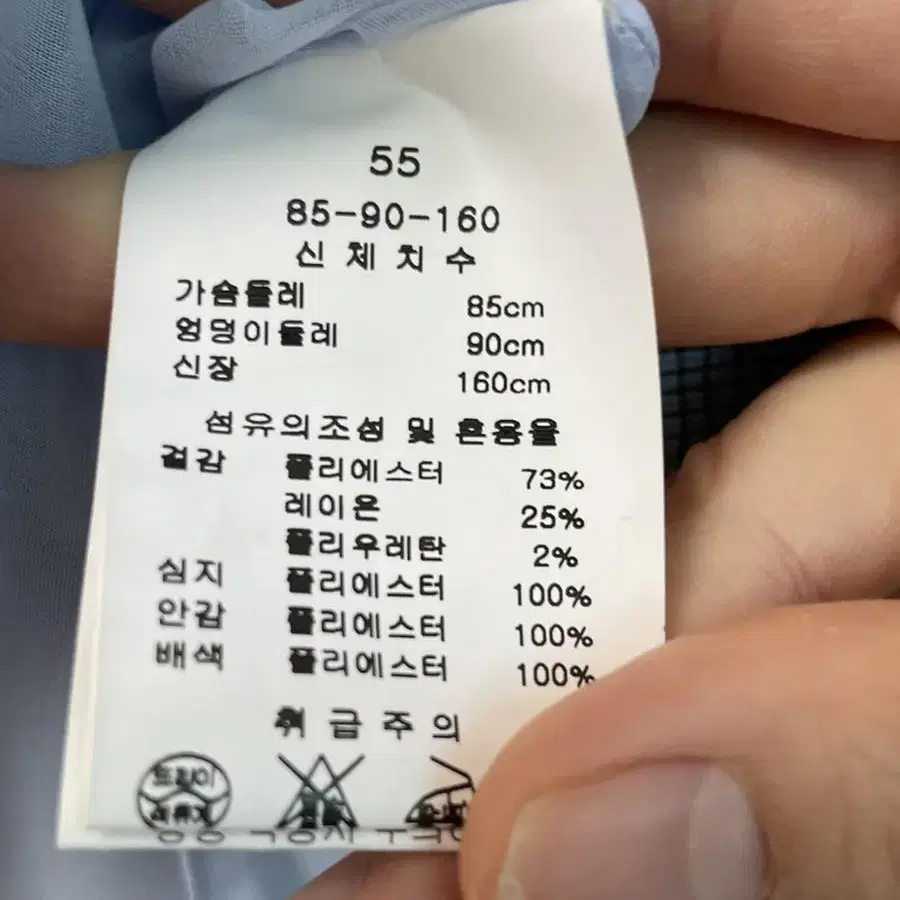 55
85-90-160
신체치수
가슴둘레 85cm
엉덩이둘레 90cm
신장 160cm
섬유의조성 및 혼용율
겉감 폴리에스터 73%
레이온 25%
폴리우레탄 2%
심지 폴리에스터 100%
안감 폴리에스터 100%
배색 폴리에스터 100%
취급주의
드라이